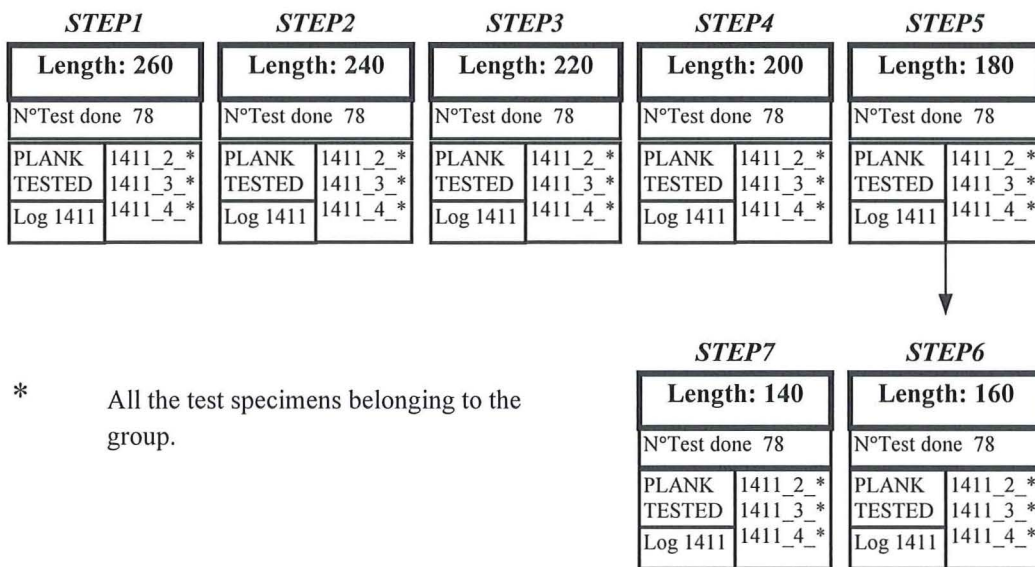 STEP1 STEP2 STEP3 STEP4 STEP5
Length: 260 Length: 240 Length: 220 Length: 200 Length: 180
N°Test done 78 N°Test done 78 N°Test done 78 N°Test done 78 N°Test done 78
PLANK 1411_2_* PLANK 1411_2_* PLANK 1411_2_* PLANK 1411_2_* PLANK 1411_2_*
TESTED 1411_3_* TESTED 1411_3_* TESTED 1411_3_* TESTED 1411_3_* TESTED 1411_3_*
Log 1411 1411_4_* Log 1411 1411_4_* Log 1411 1411_4_* Log 1411 1411_4_* Log 1411 1411_4_*
STEP7 STEP6
* All the test specimens belonging to the
group.
Length: 140 Length: 160
N°Test done 78 N°Test done 78
PLANK 1411_2_* PLANK 1411_2_*
TESTED 1411_3_* TESTED 1411_3_*
Log 1411 1411_4_* Log 1411 1411_4_*